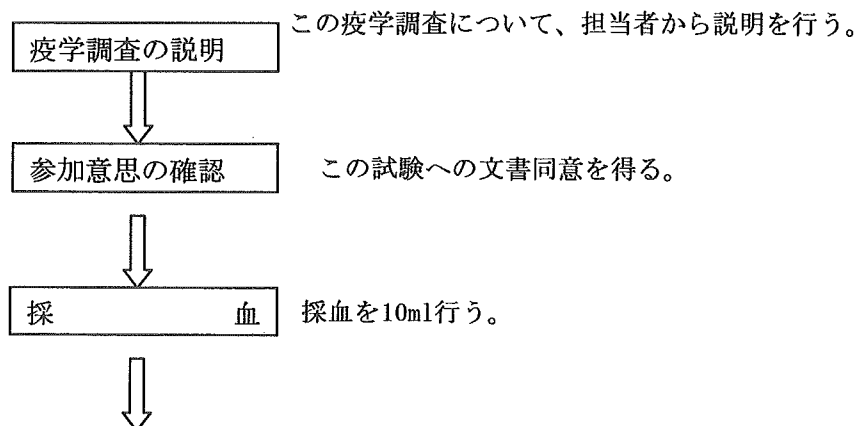 この疫学調査について、担当者から説明を行う。
疫学調査の説明
参加意思の確認 この試験への文書同意を得る。
採 血 採血を10ml行う。